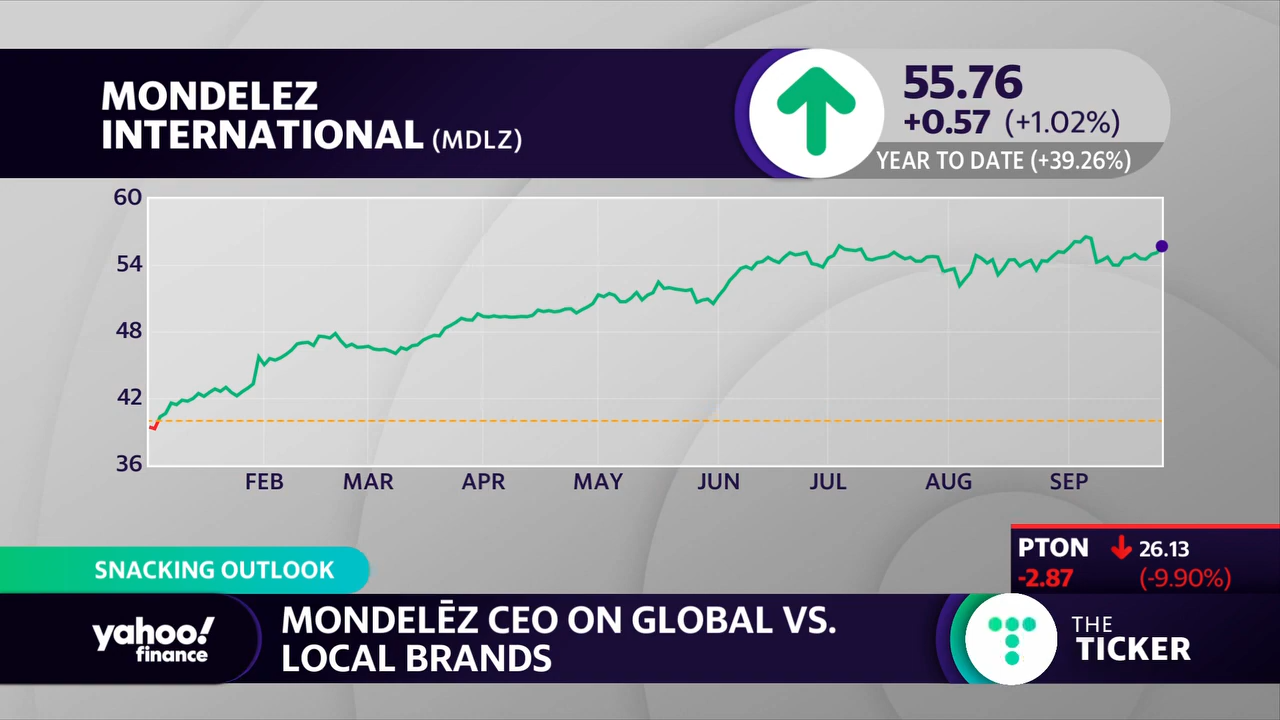 MONDELEZ
INTERNATIONAL (MDLZ)
55.76
+0.57 (+1.02%)
YEAR TO DATE (+39.26%)
60
54
48
42
36
FEB MAR APR MAY JUN JUL AUG SEP
SNACKING OUTLOOK
PTON 26.13
-2.87 (-9.90%)
yahoo!
finance
MONDELĒZ CEO ON GLOBAL VS.
LOCAL BRANDS
THE
TICKER